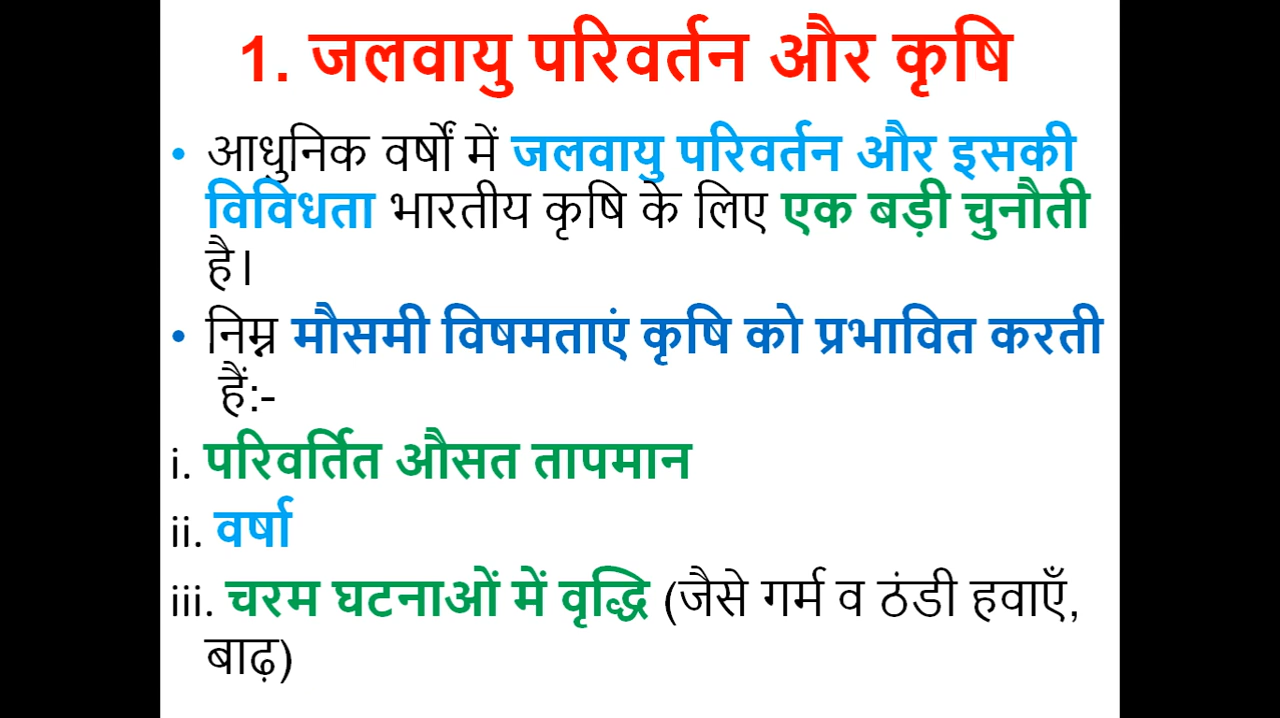 1. जलवायु परिवर्तन और कृषि
• आधुनिक वर्षों में जलवायु परिवर्तन और इसकी
विविधता भारतीय कृषि के लिए एक बड़ी चुनौती
है।
• निम्न मौसमी विषमताएं कृषि को प्रभावित करती
हैं:-
i. परिवर्तित औसत तापमान
ii. वर्षा
iii. चरम घटनाओं में वृद्धि (जैसे गर्म व ठंडी हवाएँ,
बाढ़)